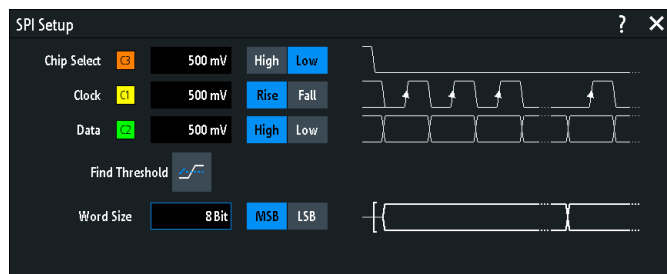 SPI Setup ? ✕
Chip Select C3 500 mV High Low
Clock C1 500 mV Rise Fall
Data C2 500 mV High Low
Find Threshold
Word Size 8 Bit MSB LSB